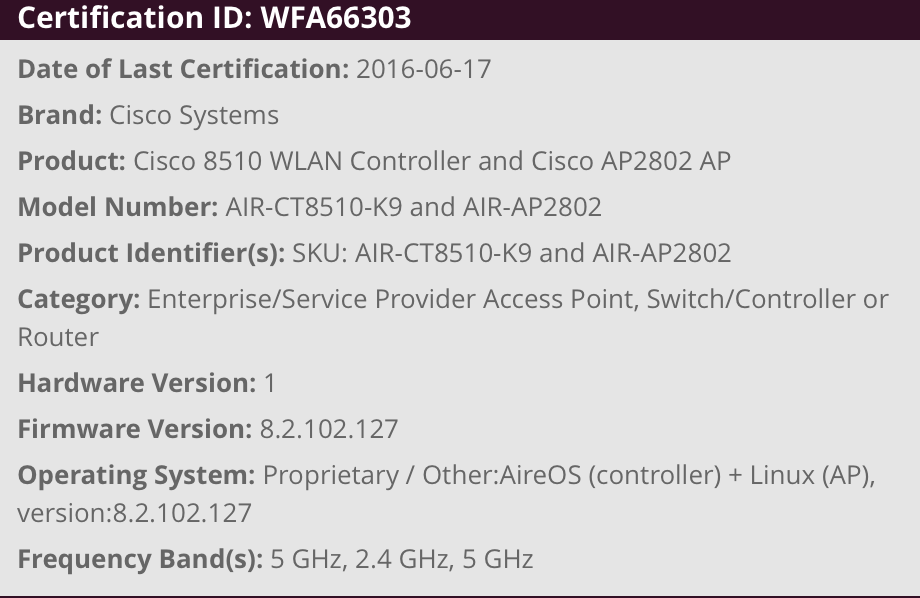 Certification ID: WFA66303
Date of Last Certification: 2016-06-17
Brand: Cisco Systems
Product: Cisco 8510 WLAN Controller and Cisco AP2802 AP
Model Number: AIR-CT8510-K9 and AIR-AP2802
Product Identifier(s): SKU: AIR-CT8510-K9 and AIR-AP2802
Category: Enterprise/Service Provider Access Point, Switch/Controller or
Router
Hardware Version: 1
Firmware Version: 8.2.102.127
Operating System: Proprietary / Other:AireOS (controller) + Linux (AP),
version:8.2.102.127
Frequency Band(s): 5 GHz, 2.4 GHz, 5 GHz